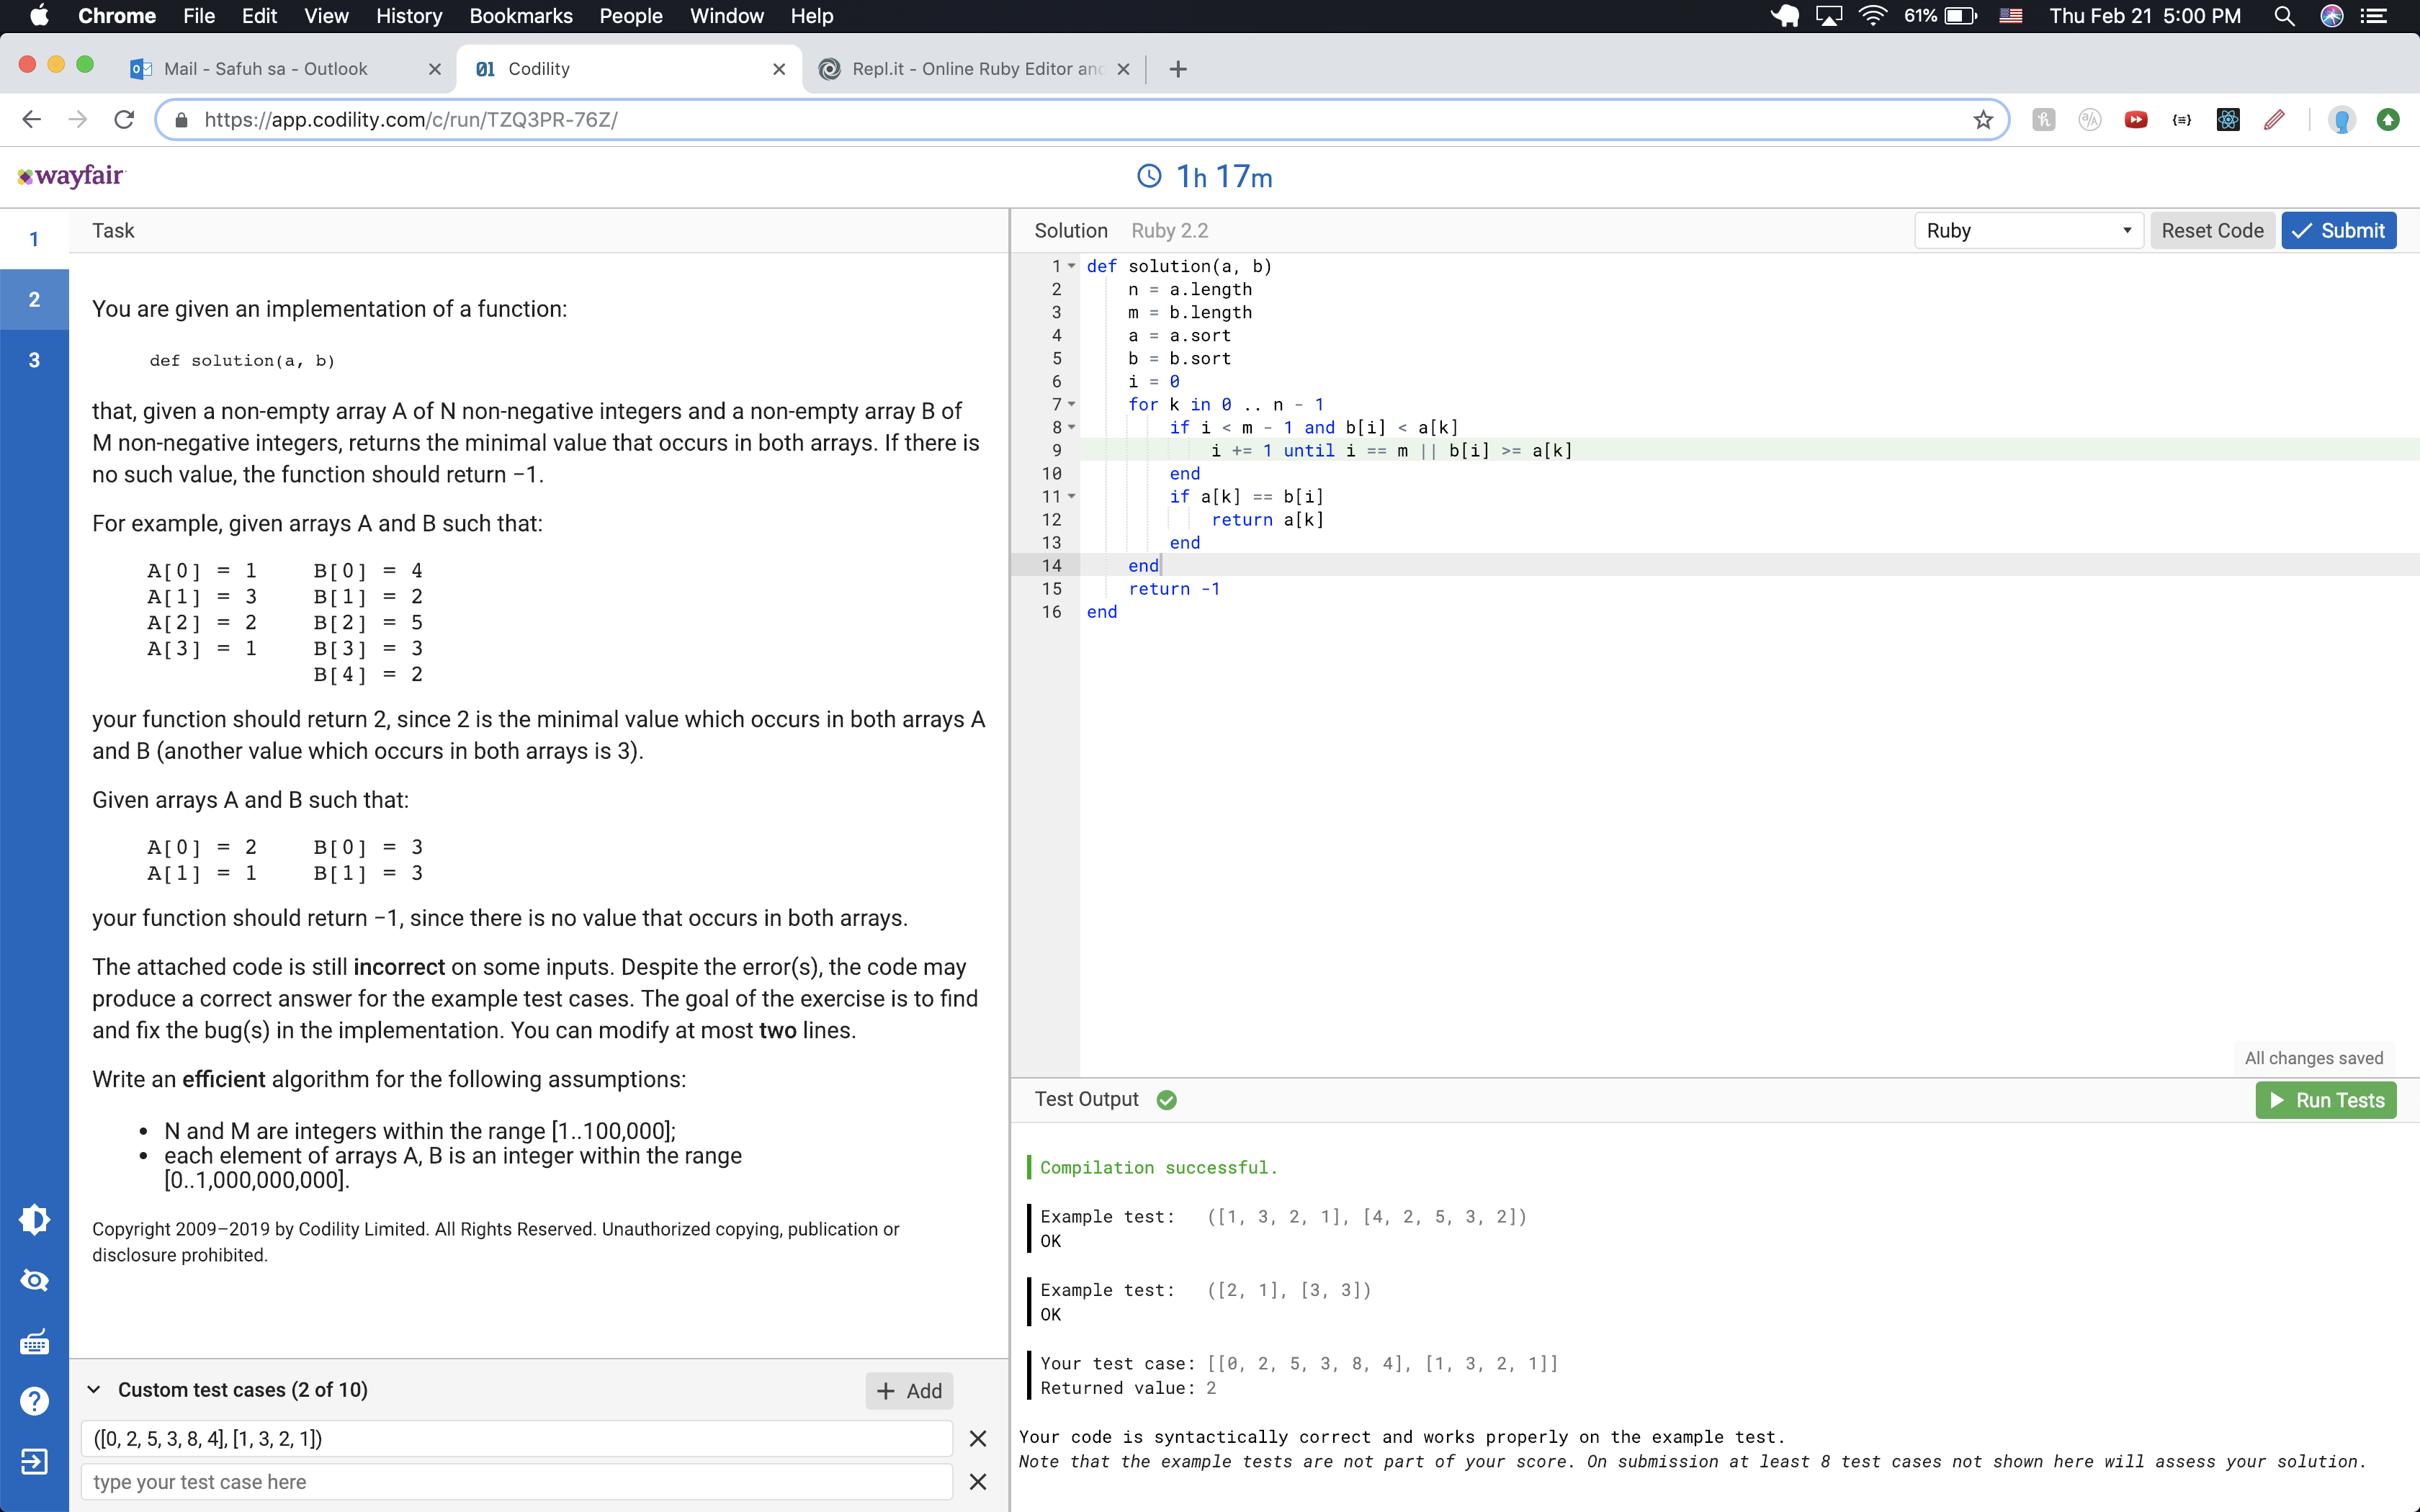 Chrome File Edit View History Bookmarks People Window Help 61% Thu Feb 21 5:00 PM
Mail - Safuh sa - Outlook
Codility
Repl.it - Online Ruby Editor and
https://app.codility.com/c/run/TZQ3PR-76Z/
wayfair
1h 17m
1
2
3
Task
You are given an implementation of a function:
def solution(a, b)
that, given a non-empty array A of N non-negative integers and a non-empty array B of
M non-negative integers, returns the minimal value that occurs in both arrays. If there is
no such value, the function should return −1.
For example, given arrays A and B such that:
A[0] = 1 B[0] = 4
A[1] = 3 B[1] = 2
A[2] = 2 B[2] = 5
A[3] = 1 B[3] = 3
B[4] = 2
your function should return 2, since 2 is the minimal value which occurs in both arrays A
and B (another value which occurs in both arrays is 3).
Given arrays A and B such that:
A[0] = 2 B[0] = 3
A[1] = 1 B[1] = 3
your function should return −1, since there is no value that occurs in both arrays.
The attached code is still incorrect on some inputs. Despite the error(s), the code may
produce a correct answer for the example test cases. The goal of the exercise is to find
and fix the bug(s) in the implementation. You can modify at most two lines.
Write an efficient algorithm for the following assumptions:
• N and M are integers within the range [1..100,000];
• each element of arrays A, B is an integer within the range
[0..1,000,000,000].
Copyright 2009–2019 by Codility Limited. All Rights Reserved. Unauthorized copying, publication or
disclosure prohibited.
Custom test cases (2 of 10)
+ Add
([0, 2, 5, 3, 8, 4], [1, 3, 2, 1])
type your test case here
Solution Ruby 2.2
Ruby
Reset Code
Submit
1 def solution(a, b)
2 n = a.length
3 m = b.length
4 a = a.sort
5 b = b.sort
6 i = 0
7 for k in 0 .. n - 1
8 if i < m - 1 and b[i] < a[k]
9 i += 1 until i == m || b[i] >= a[k]
10 end
11 if a[k] == b[i]
12 return a[k]
13 end
14 end
15 return -1
16 end
All changes saved
Test Output
Run Tests
Compilation successful.
Example test: ([1, 3, 2, 1], [4, 2, 5, 3, 2])
OK
Example test: ([2, 1], [3, 3])
OK
Your test case: [[0, 2, 5, 3, 8, 4], [1, 3, 2, 1]]
Returned value: 2
Your code is syntactically correct and works properly on the example test.
Note that the example tests are not part of your score. On submission at least 8 test cases not shown here will assess your solution.